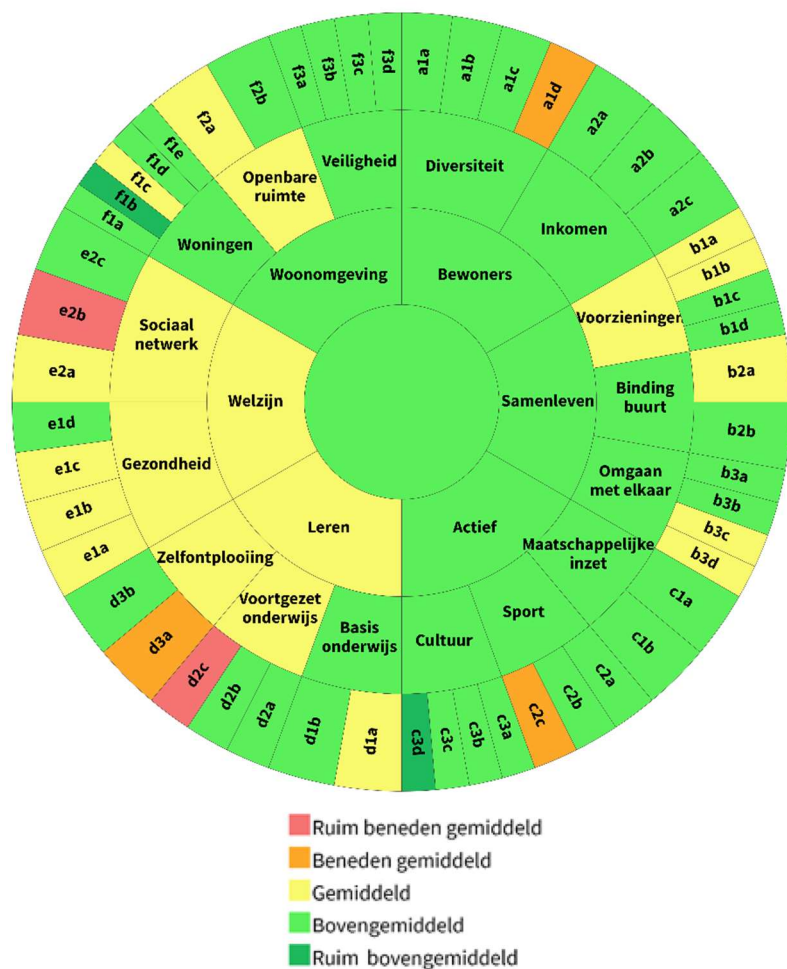 Bewoners
Samenleven
Actief
Leren
Welzijn
Woonomgeving
Diversiteit
Inkomen
Voorzieningen
Binding
buurt
Omgaan
met elkaar
Maatschappelijke
inzet
Sport
Cultuur
Basis
onderwijs
Voortgezet
onderwijs
Zelfontplooiing
Gezondheid
Sociaal
netwerk
Woningen
Openbare
ruimte
Veiligheid
a1a
a1b
a1c
a1d
a2a
a2b
a2c
b1a
b1b
b1c
b1d
b2a
b2b
b3a
b3b
b3c
b3d
c1a
c1b
c2a
c2b
c2c
c3a
c3b
c3c
c3d
d1a
d1b
d2a
d2b
d2c
d3a
d3b
e1a
e1b
e1c
e1d
e2a
e2b
e2c
f1a
f1b
f1c
f1d
f1e
f2a
f2b
f3a
f3b
f3c
f3d
Ruim beneden gemiddeld
Beneden gemiddeld
Gemiddeld
Bovengemiddeld
Ruim bovengemiddeld